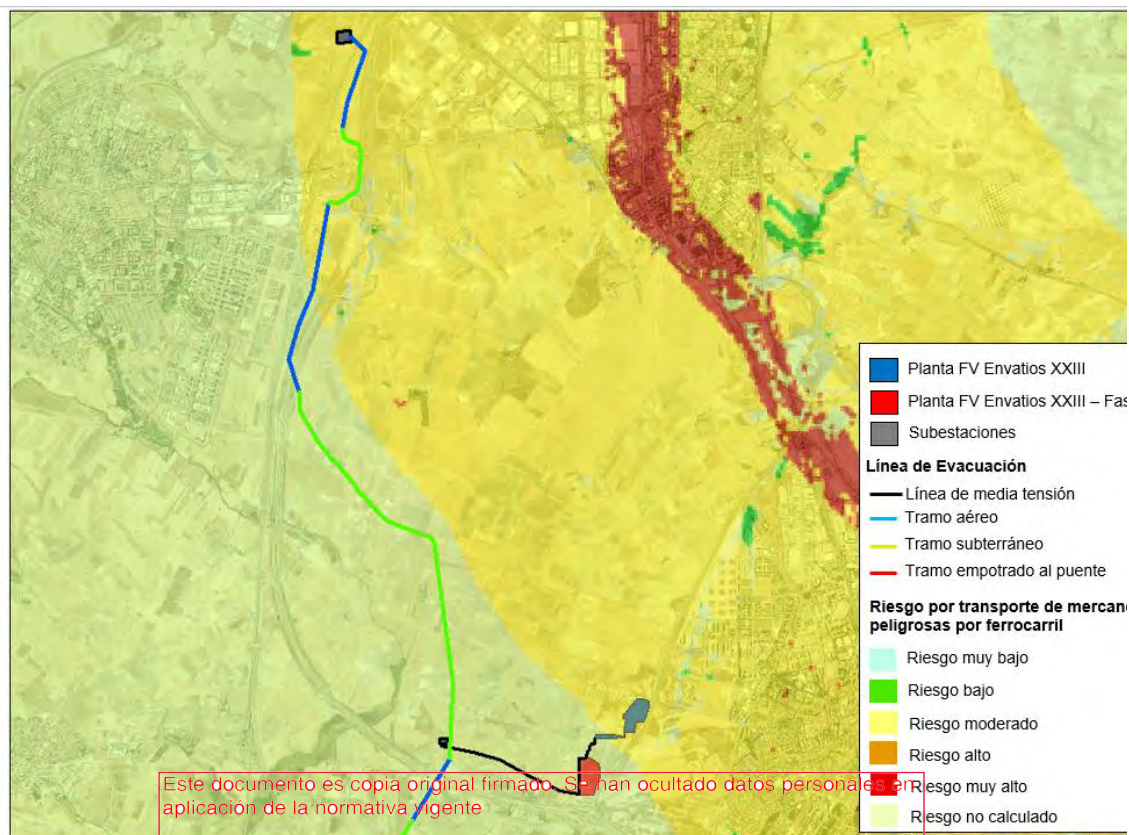 Planta FV Envatios XXIII
Planta FV Envatios XXIII – Fas
Subestaciones
Línea de Evacuación
Línea de media tensión
Tramo aéreo
Tramo subterráneo
Tramo empotrado al puente
Riesgo por transporte de mercan
peligrosas por ferrocarril
Riesgo muy bajo
Riesgo bajo
Riesgo moderado
Riesgo alto
Riesgo muy alto
Riesgo no calculado
Este documento es copia original firmado. Se han ocultado datos personales en
aplicación de la normativa vigente